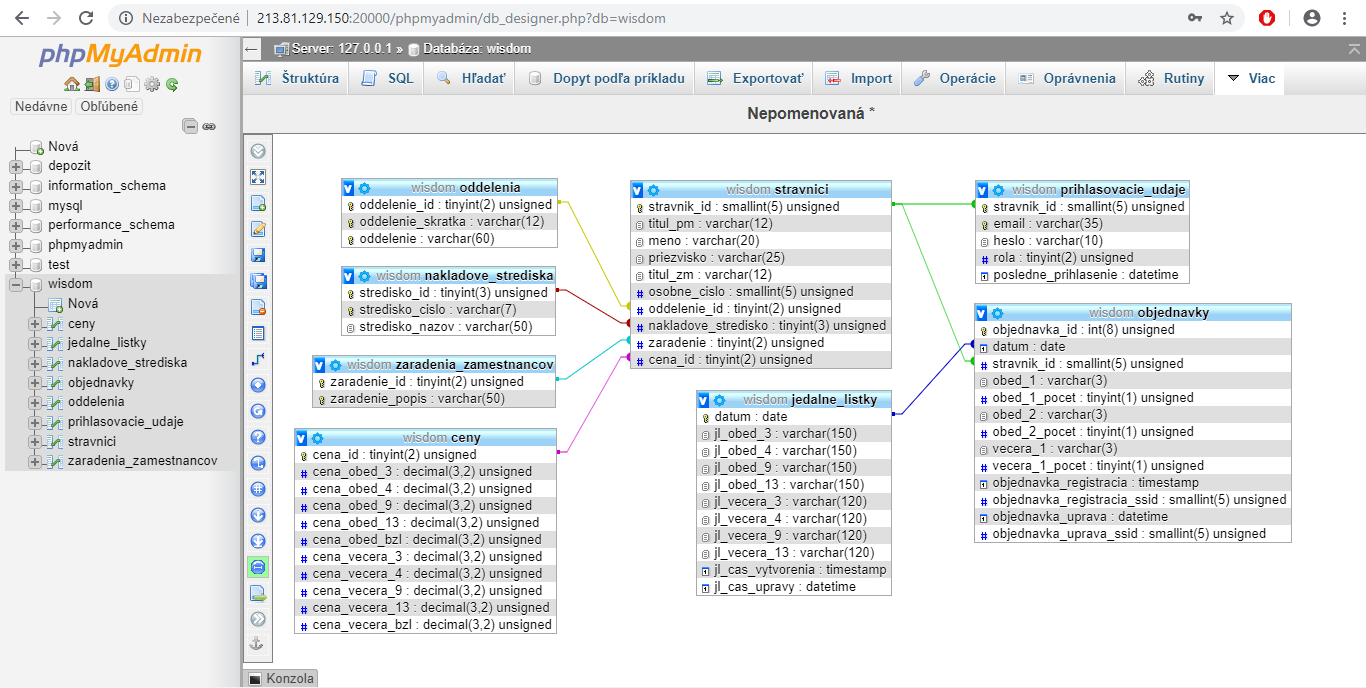 Nezabezpečené | 213.81.129.150:20000/phpmyadmin/db_designer.php?db=wisdom
phpMyAdmin
Nedávne Obľúbené
Nová
depozit
information_schema
mysql
performance_schema
phpmyadmin
test
wisdom
Nová
ceny
jedalne_listky
nakladove_strediska
objednavky
oddelenia
prihlasovacie_udaje
stravnici
zaradenia_zamestnancov
Server: 127.0.0.1 » Databáza: wisdom
Štruktúra SQL Hľadať Dopyt podľa príkladu Exportovať Import Operácie Oprávnenia Rutiny Viac
Nepomenovaná *
wisdom oddelenia
oddelenie_id : tinyint(2) unsigned
oddelenie_skratka : varchar(12)
oddelenie : varchar(60)
wisdom nakladove_strediska
stredisko_id : tinyint(3) unsigned
stredisko_cislo : varchar(7)
stredisko_nazov : varchar(50)
wisdom zaradenia_zamestnancov
zaradenie_id : tinyint(2) unsigned
zaradenie_popis : varchar(50)
wisdom ceny
cena_id : tinyint(2) unsigned
cena_obed_3 : decimal(3,2) unsigned
cena_obed_4 : decimal(3,2) unsigned
cena_obed_9 : decimal(3,2) unsigned
cena_obed_13 : decimal(3,2) unsigned
cena_obed_bzl : decimal(3,2) unsigned
cena_vecera_3 : decimal(3,2) unsigned
cena_vecera_4 : decimal(3,2) unsigned
cena_vecera_9 : decimal(3,2) unsigned
cena_vecera_13 : decimal(3,2) unsigned
cena_vecera_bzl : decimal(3,2) unsigned
wisdom stravnici
stravnik_id : smallint(5) unsigned
titul_pm : varchar(12)
meno : varchar(20)
priezvisko : varchar(25)
titul_zm : varchar(12)
osobne_cislo : smallint(5) unsigned
oddelenie_id : tinyint(2) unsigned
nakladove_stredisko : tinyint(3) unsigned
zaradenie : tinyint(2) unsigned
cena_id : tinyint(2) unsigned
wisdom jedalne_listky
datum : date
jl_obed_3 : varchar(150)
jl_obed_4 : varchar(150)
jl_obed_9 : varchar(150)
jl_obed_13 : varchar(150)
jl_vecera_3 : varchar(120)
jl_vecera_4 : varchar(120)
jl_vecera_9 : varchar(120)
jl_vecera_13 : varchar(120)
jl_cas_vytvorenia : timestamp
jl_cas_upravy : datetime
wisdom prihlasovacie_udaje
stravnik_id : smallint(5) unsigned
email : varchar(35)
heslo : varchar(10)
rola : tinyint(2) unsigned
posledne_prihlasenie : datetime
wisdom objednavky
objednavka_id : int(8) unsigned
datum : date
stravnik_id : smallint(5) unsigned
obed_1 : varchar(3)
obed_1_pocet : tinyint(1) unsigned
obed_2 : varchar(3)
obed_2_pocet : tinyint(1) unsigned
vecera_1 : varchar(3)
vecera_1_pocet : tinyint(1) unsigned
objednavka_registracia : timestamp
objednavka_registracia_ssid : smallint(5) unsigned
objednavka_uprava : datetime
objednavka_uprava_ssid : smallint(5) unsigned
Konzola